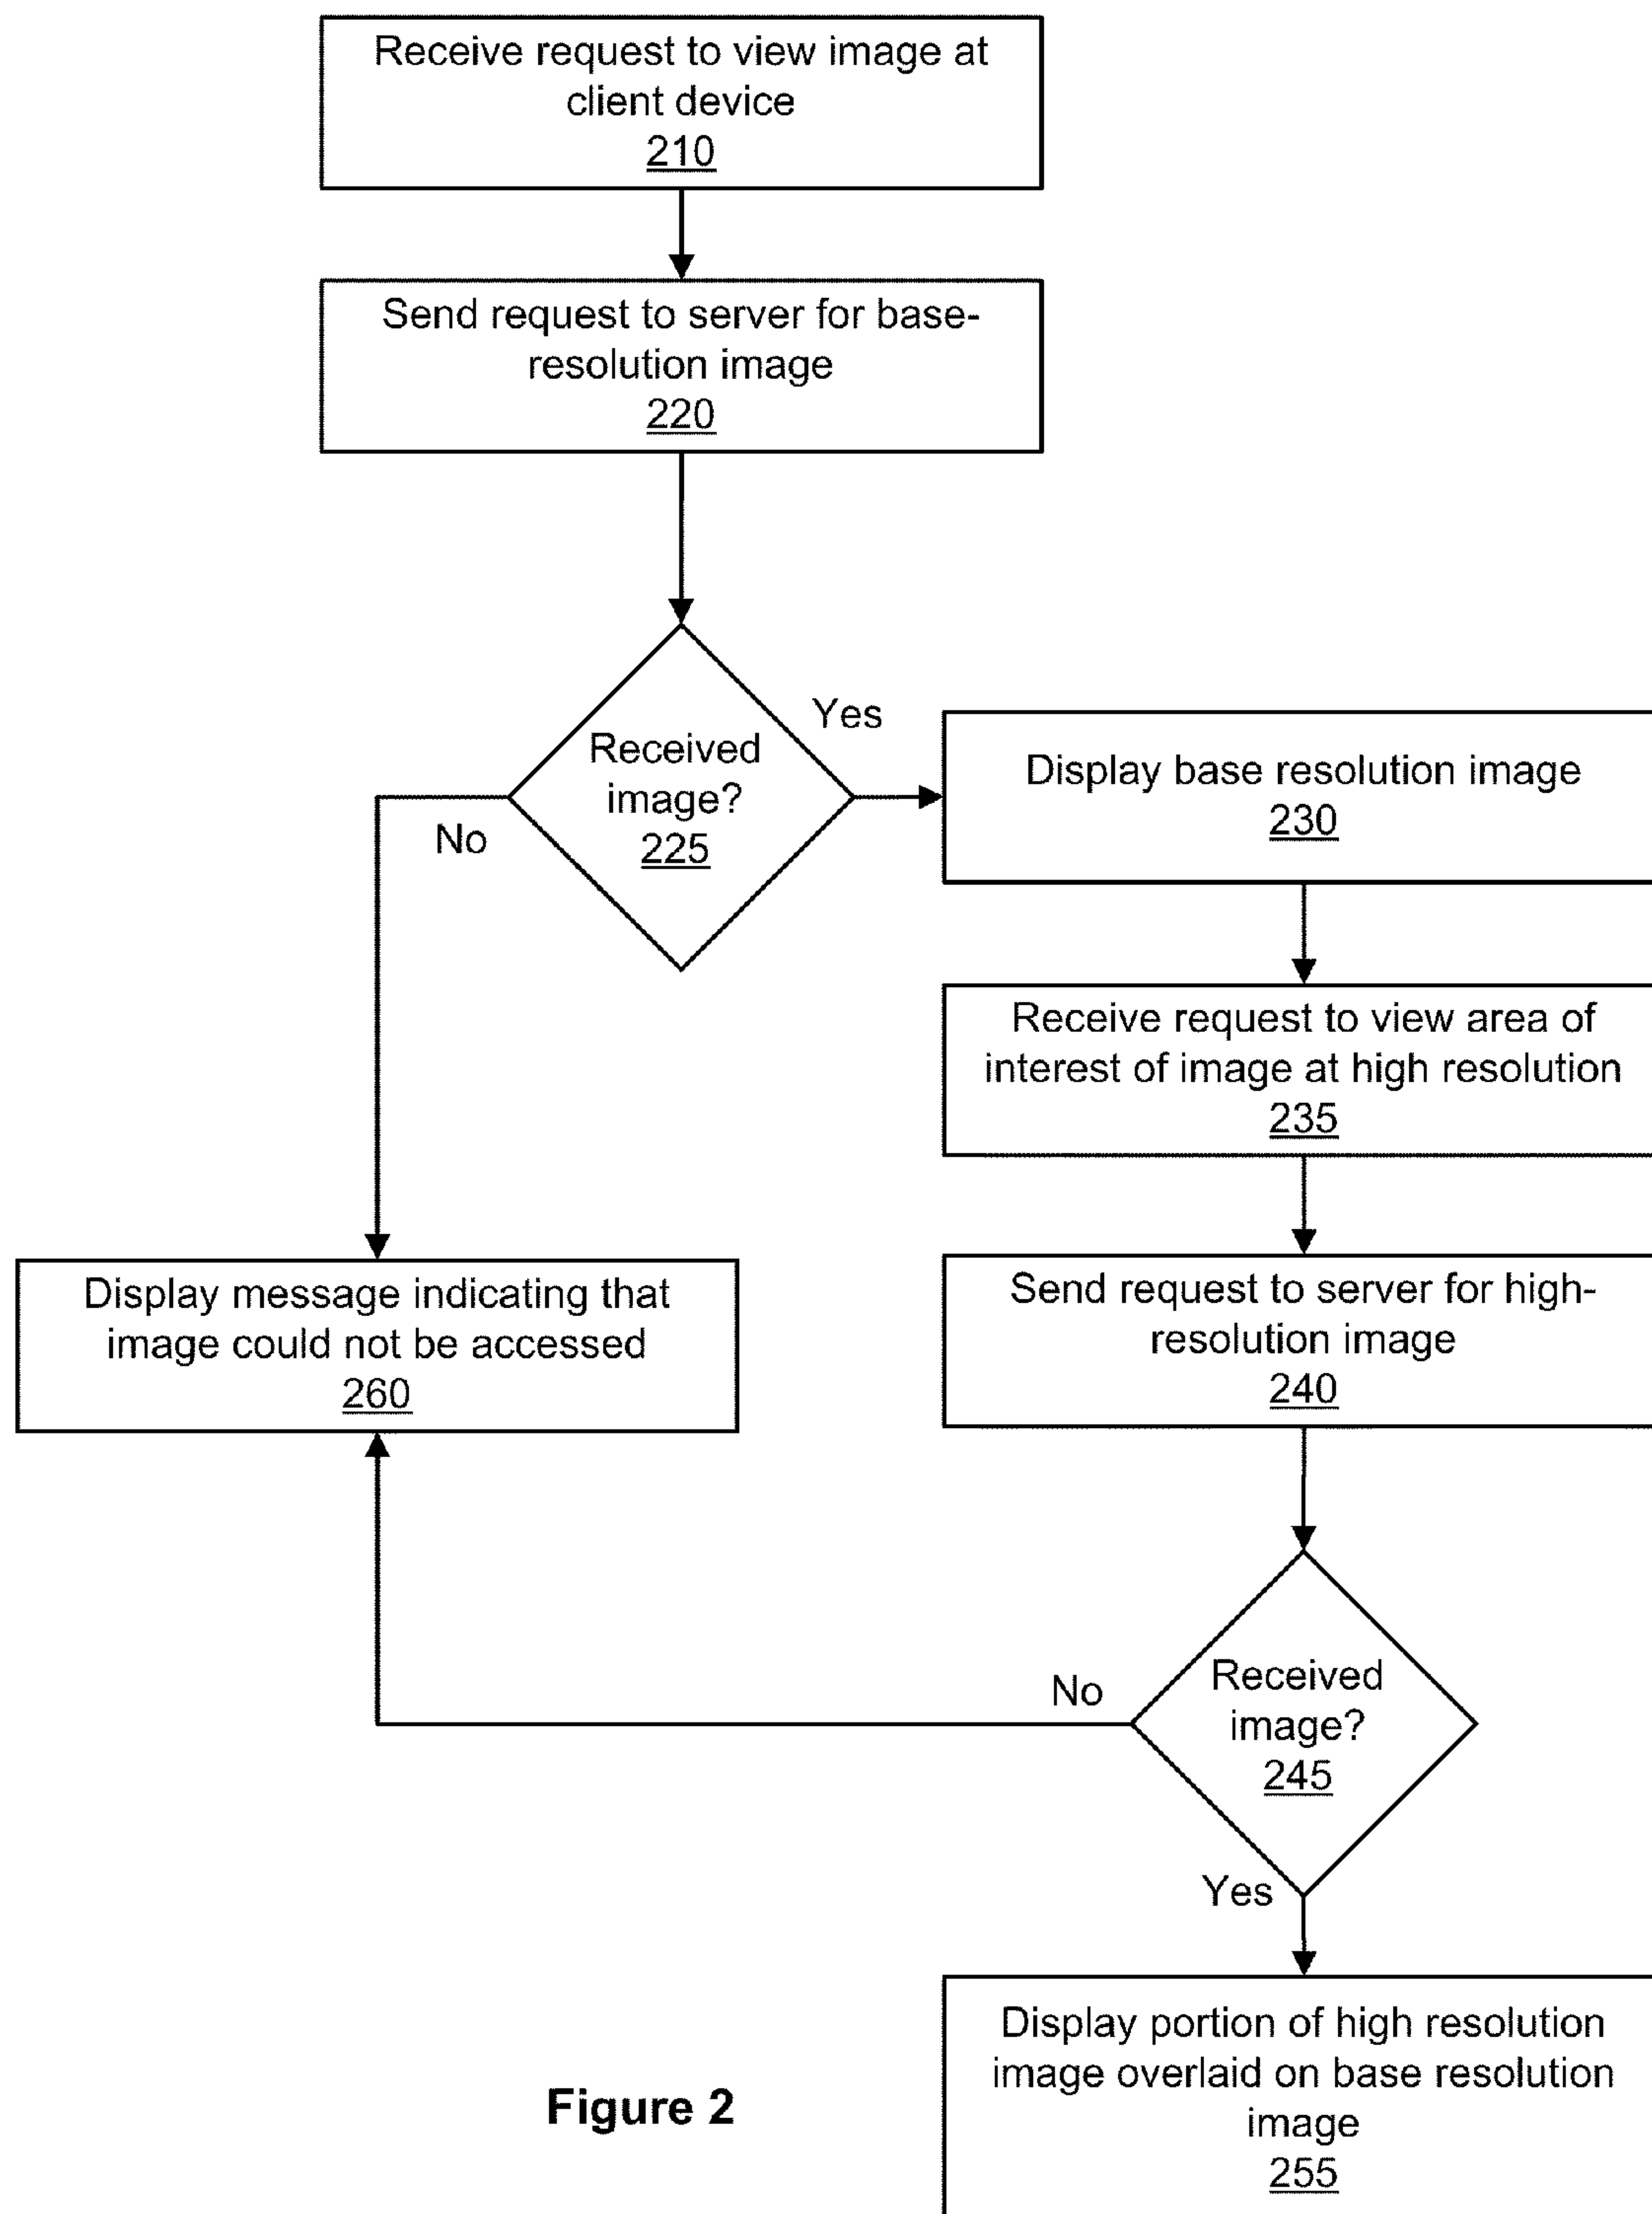 Receive request to view image at
client device
210
Send request to server for base-
resolution image
220
Received
image?
225
Yes
No
Display base resolution image
230
Receive request to view area of
interest of image at high resolution
235
Send request to server for high-
resolution image
240
Display message indicating that
image could not be accessed
260
Received
image?
245
No
Yes
Display portion of high resolution
image overlaid on base resolution
image
255
Figure 2